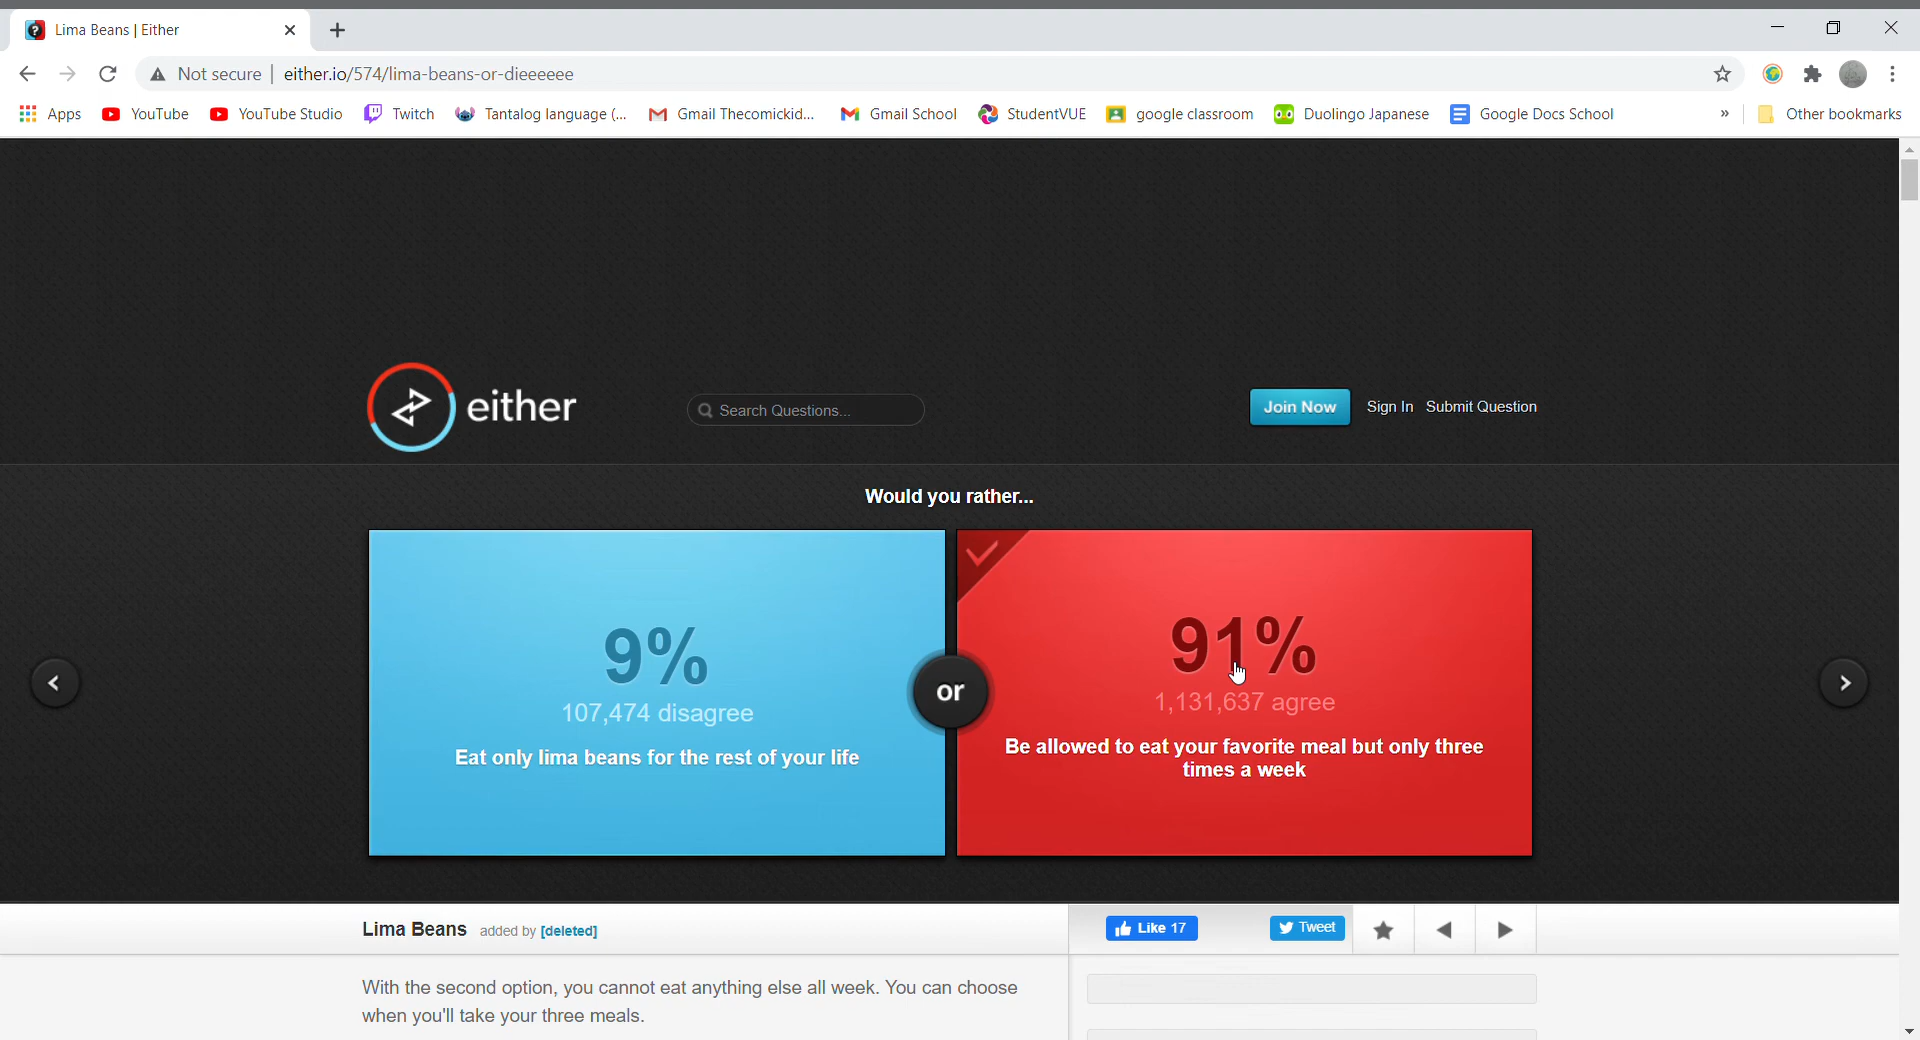 Lima Beans | Either
Not secure | either.io/574/lima-beans-or-dieeeeee
Apps YouTube YouTube Studio Twitch Tantalog language (... Gmail Thecomickid... Gmail School StudentVUE google classroom Duolingo Japanese Google Docs School » Other bookmarks
either Search Questions... Join Now Sign In Submit Question
Would you rather...
9%
107,474 disagree
Eat only lima beans for the rest of your life
or
91%
1,131,637 agree
Be allowed to eat your favorite meal but only three
times a week
Lima Beans added by [deleted] Like 17 Tweet
With the second option, you cannot eat anything else all week. You can choose
when you'll take your three meals.